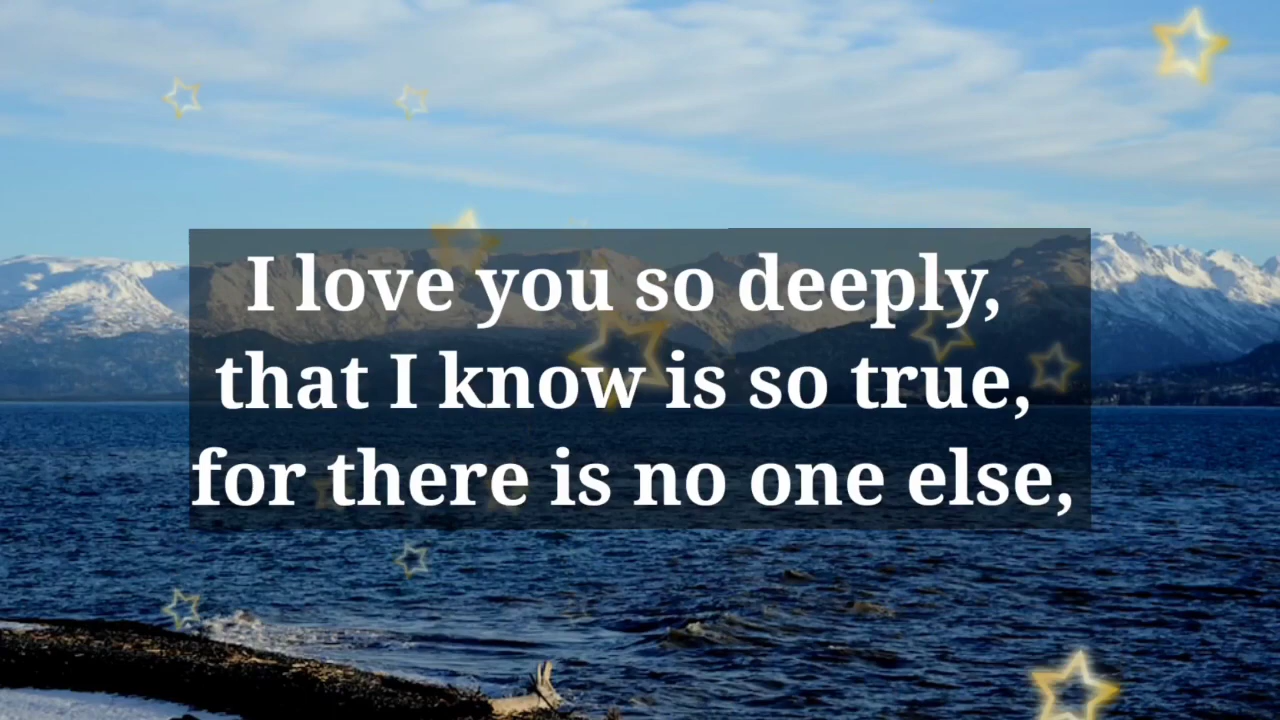 I love you so deeply,
that I know is so true,
for there is no one else,